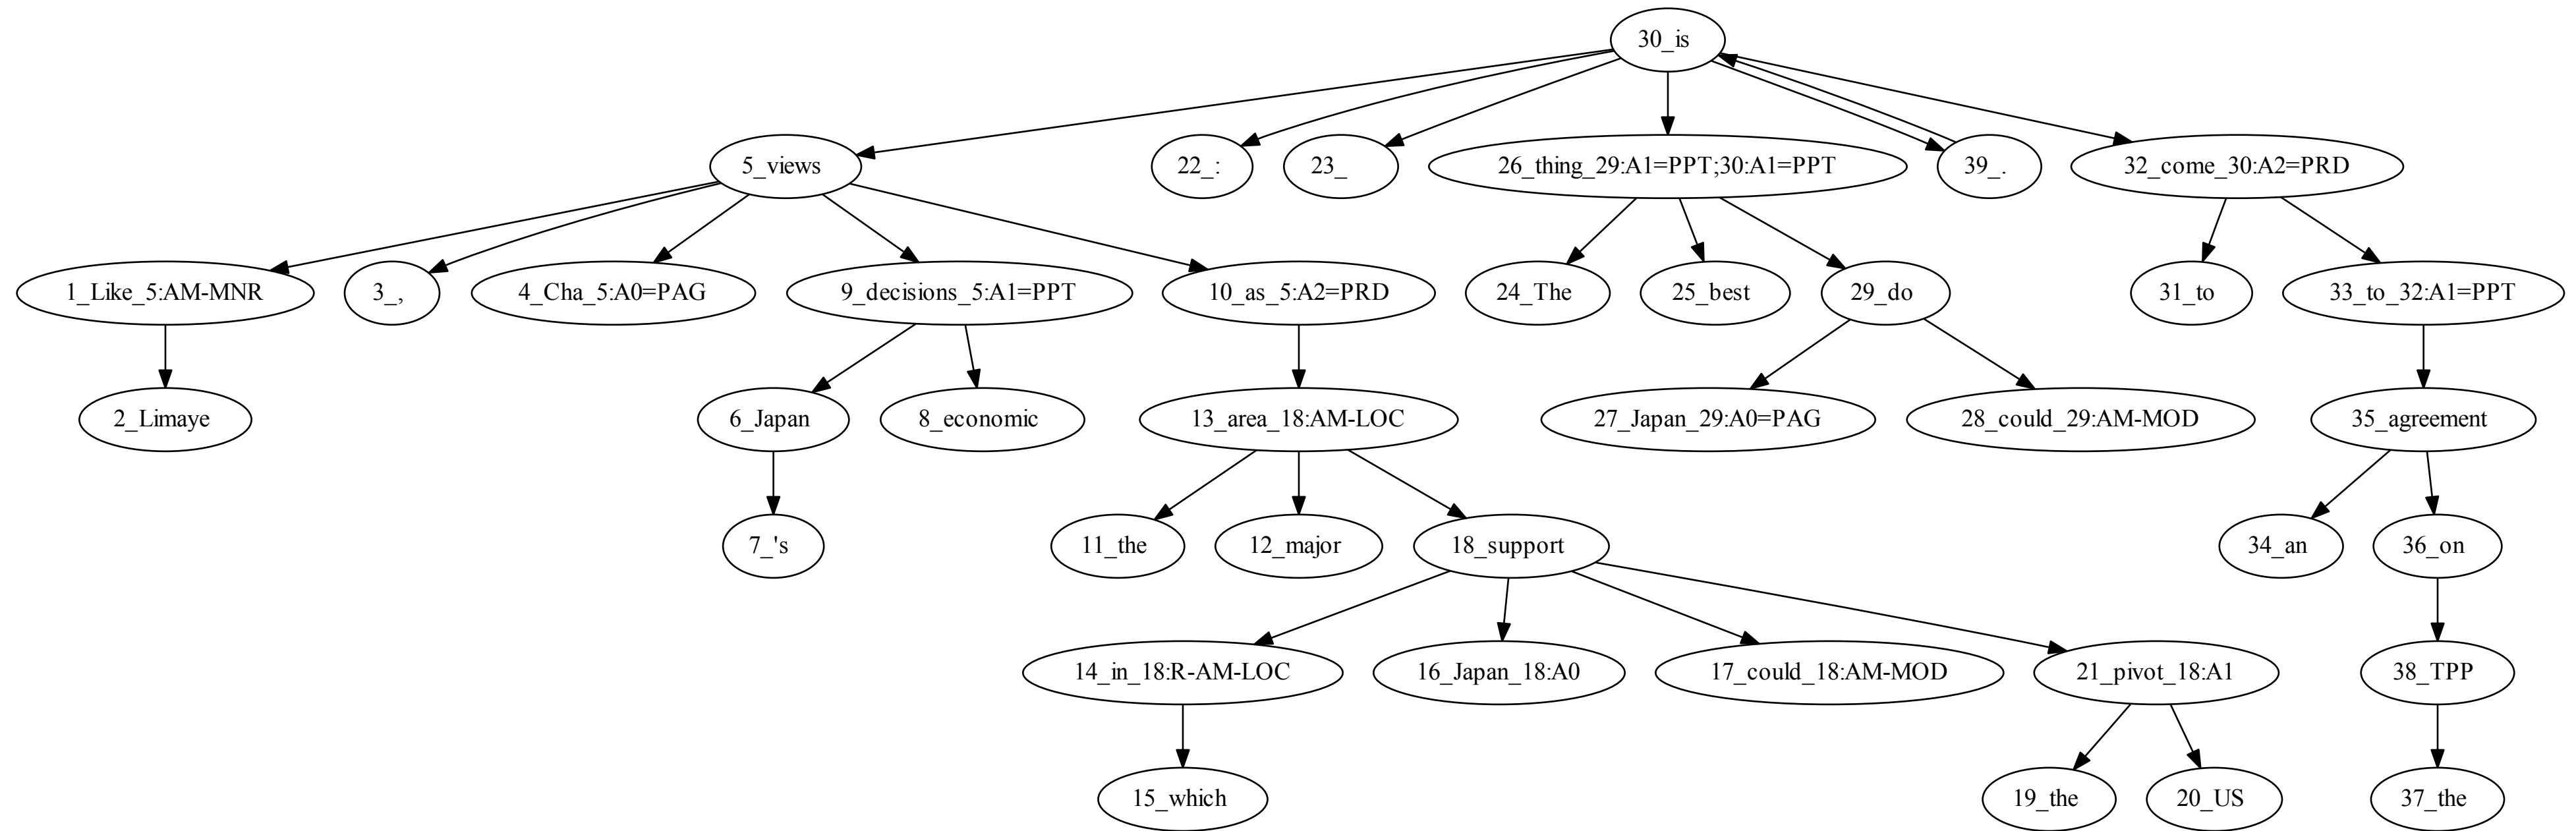 30_is
5_views
22_:
23_
26_thing_29:A1=PPT;30:A1=PPT
39_.
32_come_30:A2=PRD
1_Like_5:AM-MNR
3_,
4_Cha_5:A0=PAG
9_decisions_5:A1=PPT
10_as_5:A2=PRD
24_The
25_best
29_do
31_to
33_to_32:A1=PPT
2_Limaye
6_Japan
8_economic
13_area_18:AM-LOC
27_Japan_29:A0=PAG
28_could_29:AM-MOD
35_agreement
7_'s
11_the
12_major
18_support
34_an
36_on
14_in_18:R-AM-LOC
16_Japan_18:A0
17_could_18:AM-MOD
21_pivot_18:A1
38_TPP
15_which
19_the
20_US
37_the